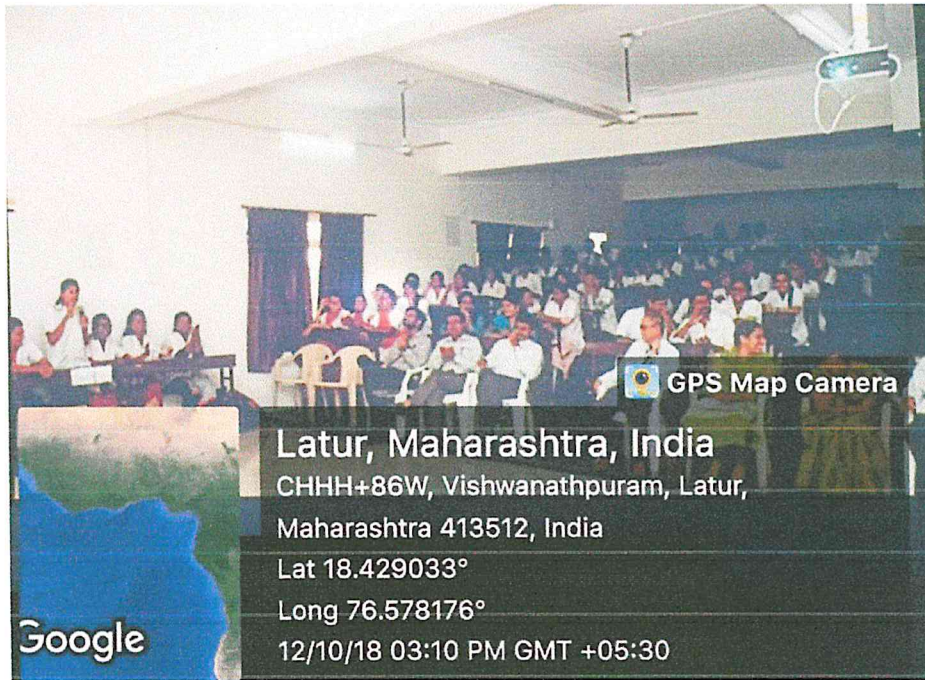 GPS Map Camera
Latur, Maharashtra, India
CHHH+86W, Vishwanathpuram, Latur,
Maharashtra 413512, India
Lat 18.429033°
Long 76.578176°
12/10/18 03:10 PM GMT +05:30
Google